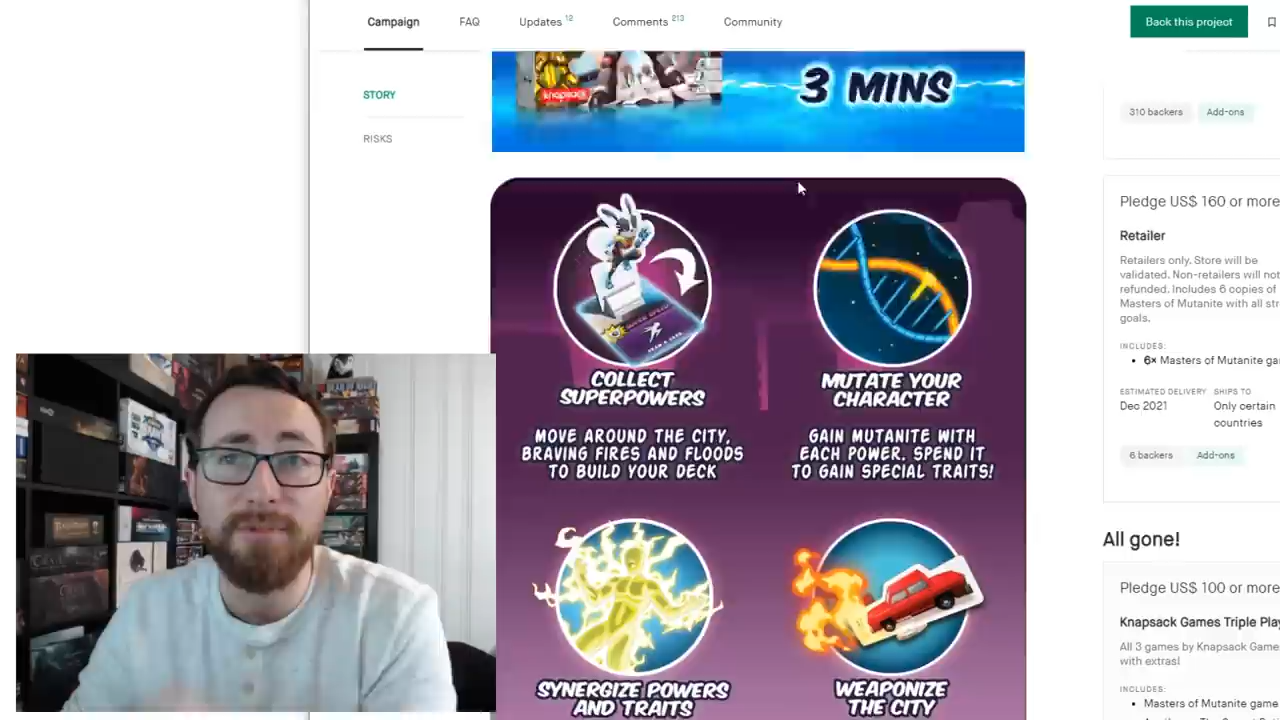 Campaign
FAQ
Updates 12
Comments 213
Community
Back this project
STORY
RISKS
knapsack
3 MINS
COLLECT
SUPERPOWERS
MOVE AROUND THE CITY,
BRAVING FIRES AND FLOODS
TO BUILD YOUR DECK
MUTATE YOUR
CHARACTER
GAIN MUTANITE WITH
EACH POWER. SPEND IT
TO GAIN SPECIAL TRAITS!
SYNERGIZE POWERS
AND TRAITS
WEAPONIZE
THE CITY
310 backers
Add-ons
Pledge US$ 160 or more
Retailer
Retailers only. Store will be
validated. Non-retailers will not
refunded. Includes 6 copies of
Masters of Mutanite with all str
goals.
INCLUDES:
• 6× Masters of Mutanite ga
ESTIMATED DELIVERY SHIPS TO
Dec 2021 Only certain
countries
6 backers
Add-ons
All gone!
Pledge US$ 100 or more
Knapsack Games Triple Play
All 3 games by Knapsack Game
with extras!
INCLUDES:
• Masters of Mutanite game